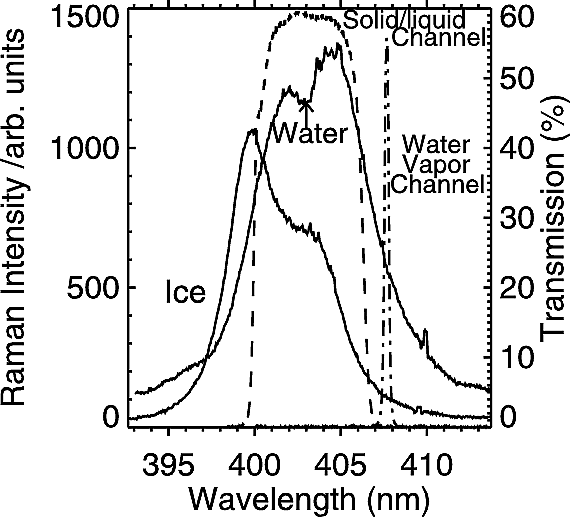 1500
1000
500
0
Raman Intensity /arb. units
60
50
40
30
20
10
0
Transmission (%)
Solid/liquid
Channel
Water
Water
Vapor
Channel
Ice
395
400
405
410
Wavelength (nm)